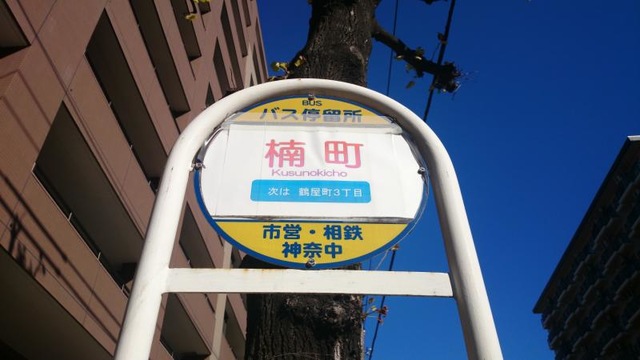 BUS
バス停留所
楠町
Kusunokicho
次は 鶴屋町3丁目
市営・相鉄
神奈中